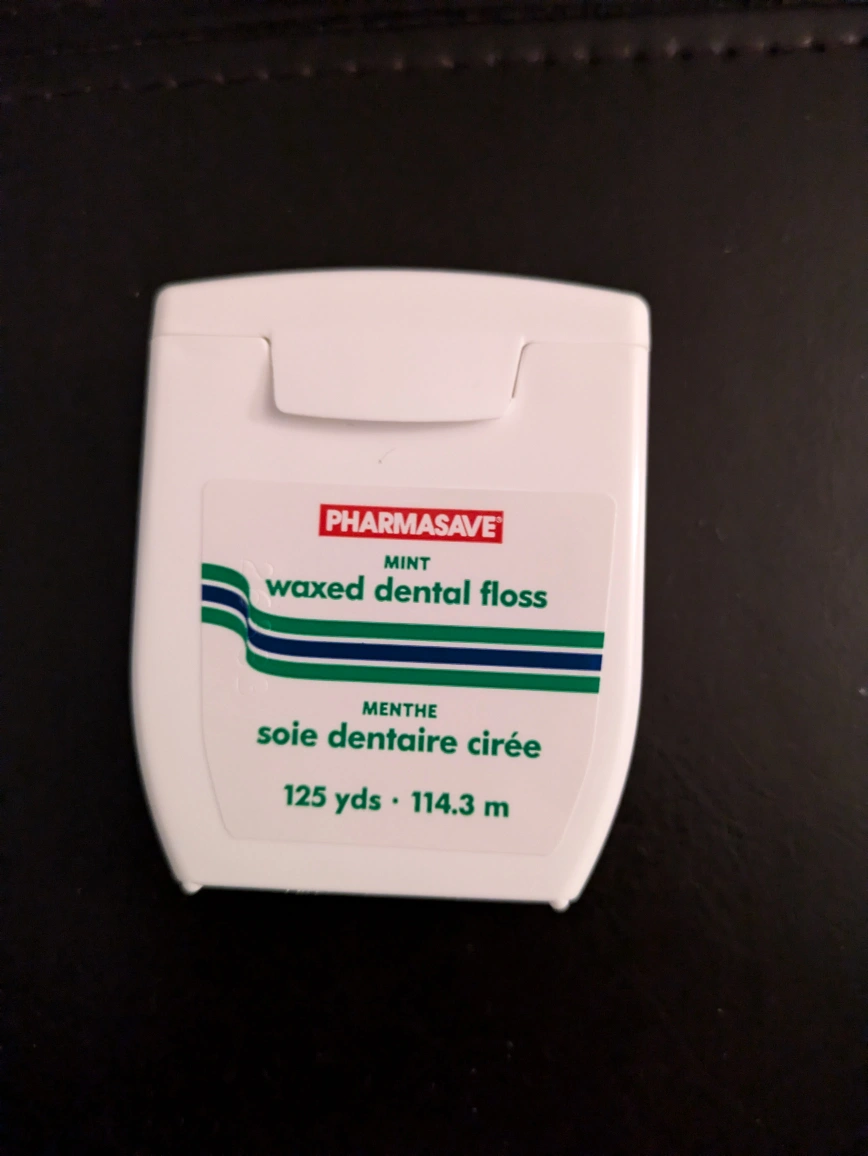 PHARMASAVE®
MINT
waxed dental floss
MENTHE
soie dentaire cirée
125 yds · 114.3 m